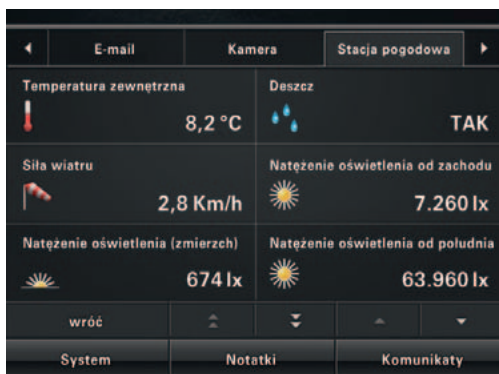 E-mail
Kamera
Stacja pogodowa
Temperatura zewnętrzna
8,2 °C
Deszcz
TAK
Siła wiatru
2,8 Km/h
Natężenie oświetlenia od zachodu
7.260 lx
Natężenie oświetlenia (zmierzch)
674 lx
Natężenie oświetlenia od południa
63.960 lx
wróć
System
Notatki
Komunikaty